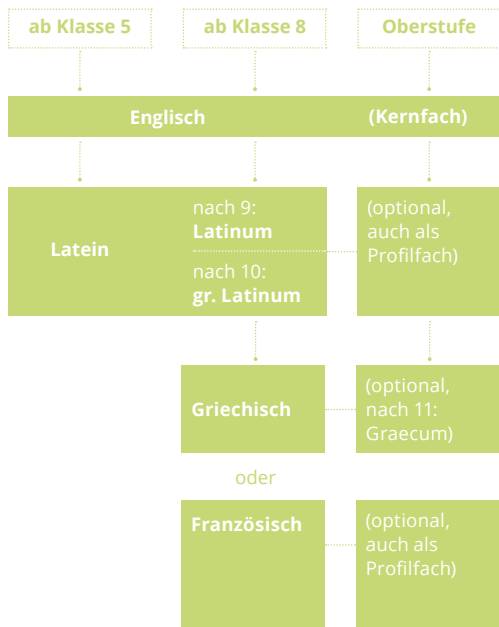 ab Klasse 5
ab Klasse 8
Oberstufe
Englisch
(Kernfach)
Latein
nach 9:
Latinum
nach 10:
gr. Latinum
(optional,
auch als
Profilfach)
Griechisch
(optional,
nach 11:
Graecum)
oder
Französisch
(optional,
auch als
Profilfach)